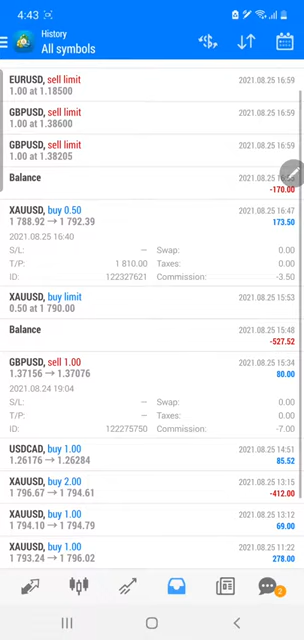 4:43
History
All symbols
EURUSD, sell limit 2021.08.25 16:59
1.00 at 1.18500
GBPUSD, sell limit 2021.08.25 16:59
1.00 at 1.38600
GBPUSD, sell limit 2021.08.25 16:59
1.00 at 1.38205
Balance 2021.08.25
-170.00
XAUUSD, buy 0.50 2021.08.25 16:47
1 788.92 → 1 792.39 173.50
2021.08.25 16:40
S/L: – Swap: 0.00
T/P: 1 810.00 Taxes: 0.00
ID: 122327621 Commission: -3.50
XAUUSD, buy limit 2021.08.25 15:53
0.50 at 1 790.00
Balance 2021.08.25 15:48
-527.52
GBPUSD, sell 1.00 2021.08.25 15:34
1.37156 → 1.37076 80.00
2021.08.24 19:04
S/L: – Swap: 0.00
T/P: – Taxes: 0.00
ID: 122275750 Commission: -7.00
USDCAD, buy 1.00 2021.08.25 14:51
1.26176 → 1.26284 85.52
XAUUSD, buy 2.00 2021.08.25 13:15
1 796.67 → 1 794.61 -412.00
XAUUSD, buy 1.00 2021.08.25 13:12
1 794.10 → 1 794.79 69.00
XAUUSD, buy 1.00 2021.08.25 11:22
1 793.24 → 1 796.02 278.00
2